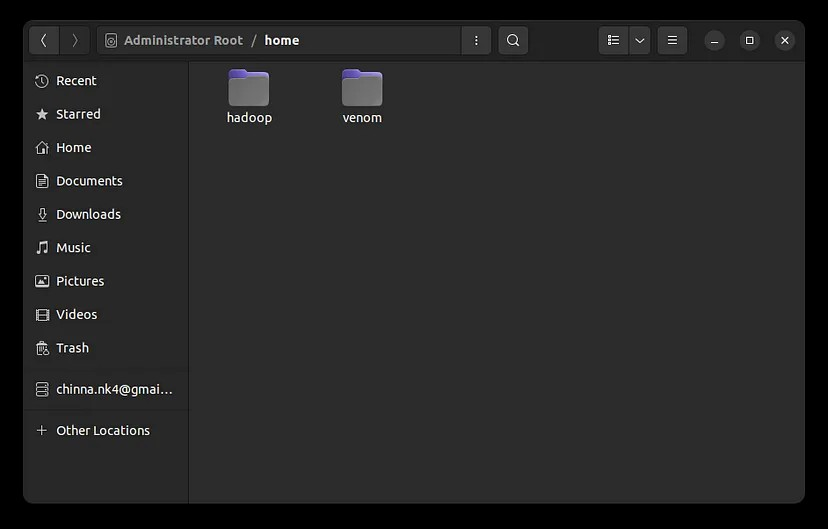 Administrator Root / home
Recent
Starred
Home
Documents
Downloads
Music
Pictures
Videos
Trash
chinna.nk4@gmai...
Other Locations
hadoop
venom